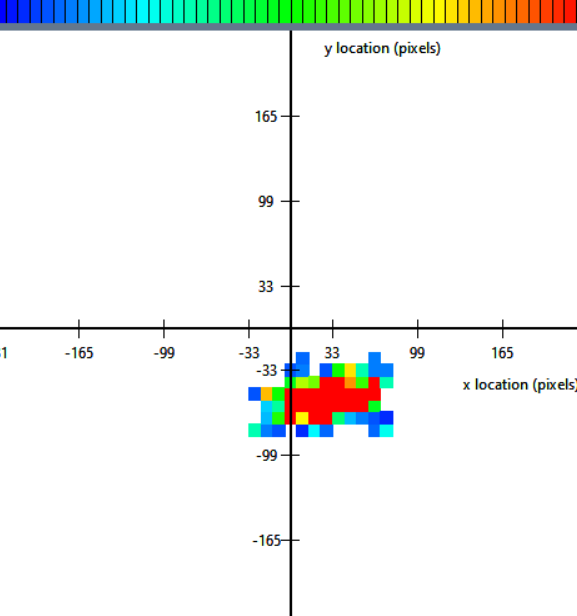 y location (pixels)
165
99
33
-165 -99 -33 33 99 165
-33
x location (pixels)
-99
-165